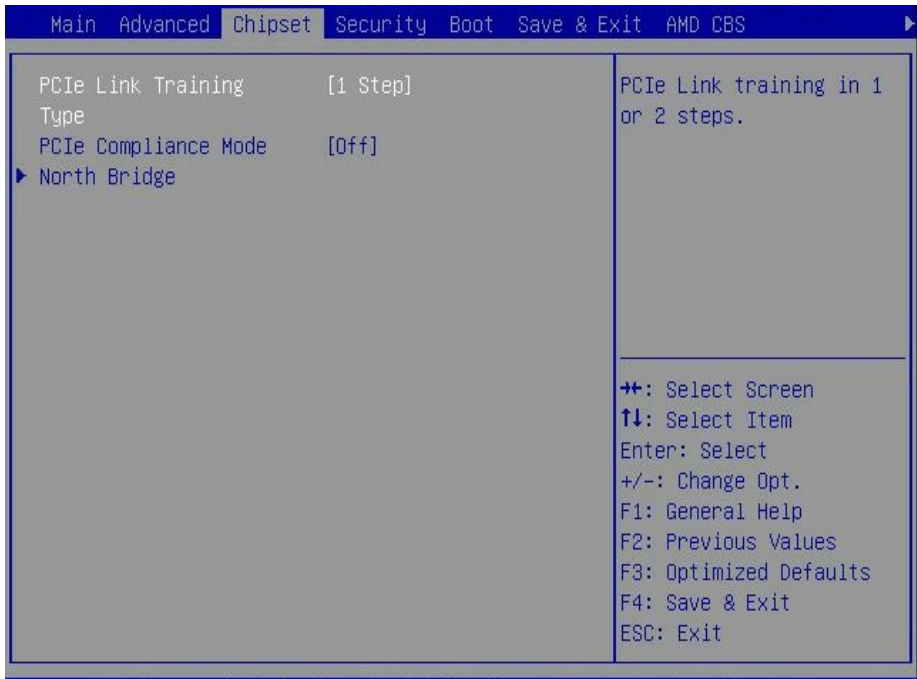 Main Advanced Chipset Security Boot Save & Exit AMD CBS
PCIe Link Training [1 Step]
Type
PCIe Compliance Mode [Off]
North Bridge
PCIe Link training in 1
or 2 steps.
→←: Select Screen
↑↓: Select Item
Enter: Select
+/-: Change Opt.
F1: General Help
F2: Previous Values
F3: Optimized Defaults
F4: Save & Exit
ESC: Exit